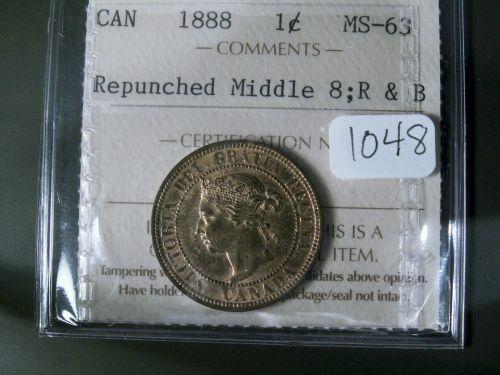 CAN 1888 1¢ MS-63
— COMMENTS —
Repunched Middle 8;R & B
— CERTIFICATION N
1048
VICTORIA DEI GRATIA REGINA
CANADA
HIS IS A
L ITEM.
Tampering v didates above opinion.
Have holde package/seal not intact